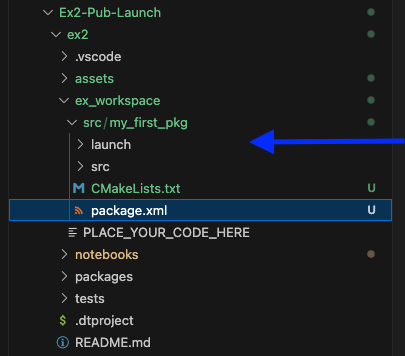 Ex2-Pub-Launch
ex2
.vscode
assets
ex_workspace
src/my_first_pkg
launch
src
CMakeLists.txt U
package.xml U
PLACE_YOUR_CODE_HERE
notebooks
packages
tests
.dtproject
README.md